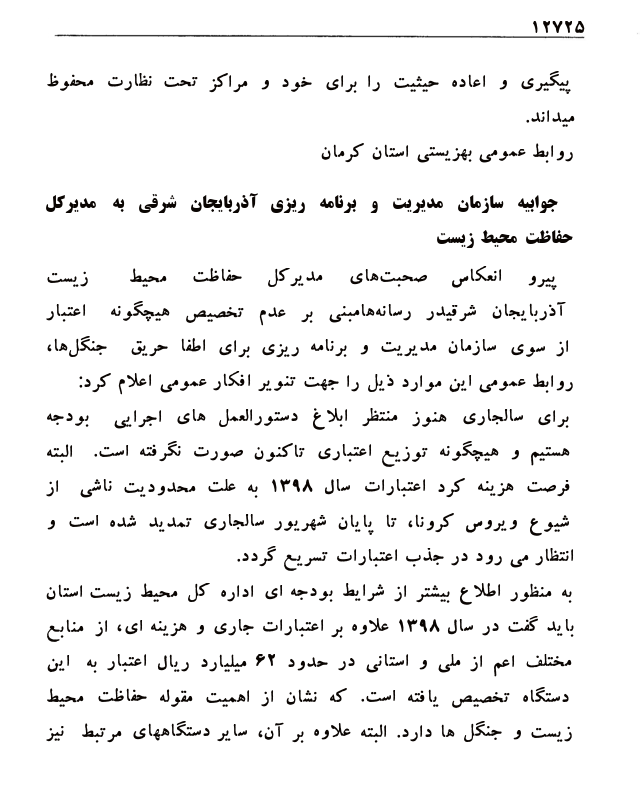 ۱۲۷۲۵
پیگیری و اعاده حیثیت را برای خود و مراکز تحت نظارت محفوظ
میداند.
روابط عمومی بهزیستی استان کرمان
جوابیه سازمان مدیریت و برنامه ریزی آذربایجان شرقی به مدیرکل
حفاظت محیط زیست
پیرو انعکاس صحبت‌های مدیرکل حفاظت محیط زیست
آذربایجان شرقیدر رسانه‌هامبنی بر عدم تخصیص هیچگونه اعتبار
از سوی سازمان مدیریت و برنامه ریزی برای اطفا حریق جنگل‌ها،
روابط عمومی این موارد ذیل را جهت تنویر افکار عمومی اعلام کرد:
برای سالجاری هنوز منتظر ابلاغ دستورالعمل های اجرایی بودجه
هستیم و هیچگونه توزیع اعتباری تاکنون صورت نگرفته است. البته
فرصت هزینه کرد اعتبارات سال ۱۳۹۸ به علت محدودیت ناشی از
شیوع ویروس کرونا، تا پایان شهریور سالجاری تمدید شده است و
انتظار می رود در جذب اعتبارات تسریع گردد.
به منظور اطلاع بیشتر از شرایط بودجه ای اداره کل محیط زیست استان
باید گفت در سال ۱۳۹۸ علاوه بر اعتبارات جاری و هزینه ای، از منابع
مختلف اعم از ملی و استانی در حدود ۶۲ میلیارد ریال اعتبار به این
دستگاه تخصیص یافته است. که نشان از اهمیت مقوله حفاظت محیط
زیست و جنگل ها دارد. البته علاوه بر آن، سایر دستگاههای مرتبط نیز